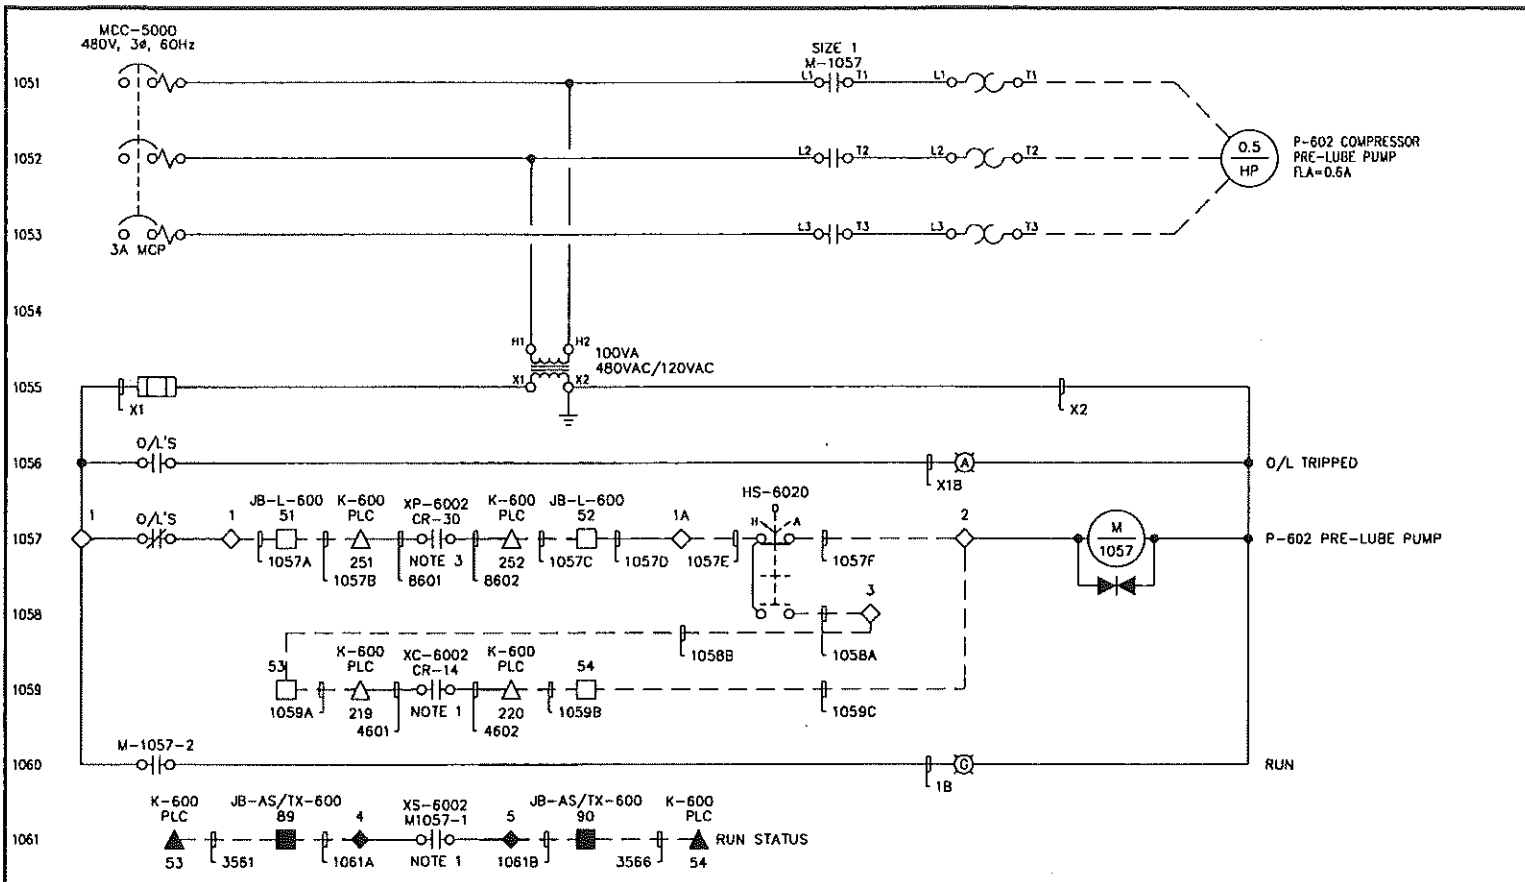 MCC-5000
480V, 3ø, 60Hz
SIZE 1
M-1057
1051
L1 T1 L1 T1
1052
L2 T2 L2 T2
0.5
HP
P-602 COMPRESSOR
PRE-LUBE PUMP
FLA=0.6A
1053
3A MCP
L3 T3 L3 T3
1054
H1 H2
100VA
480VAC/120VAC
X1 X2
1055
X1
X2
O/L'S
1056
X1B
A
O/L TRIPPED
1057
1
O/L'S
1
JB-L-600
51
1057A
K-600
PLC
251
1057B
XP-6002
CR-30
NOTE 3
8601
8602
K-600
PLC
252
JB-L-600
52
1057C
1057D
1A
1057E
HS-6020
H A
1057F
2
M
1057
P-602 PRE-LUBE PUMP
1058
3
1058B
1058A
1059
53
1059A
K-600
PLC
219
4601
XC-6002
CR-14
NOTE 1
4602
K-600
PLC
220
54
1059B
1059C
M-1057-2
1060
1B
G
RUN
1061
K-600
PLC
53
3561
JB-AS/TX-600
89
1061A
4
XS-6002
M1057-1
NOTE 1
5
1061B
JB-AS/TX-600
90
3566
K-600
PLC
54
RUN STATUS